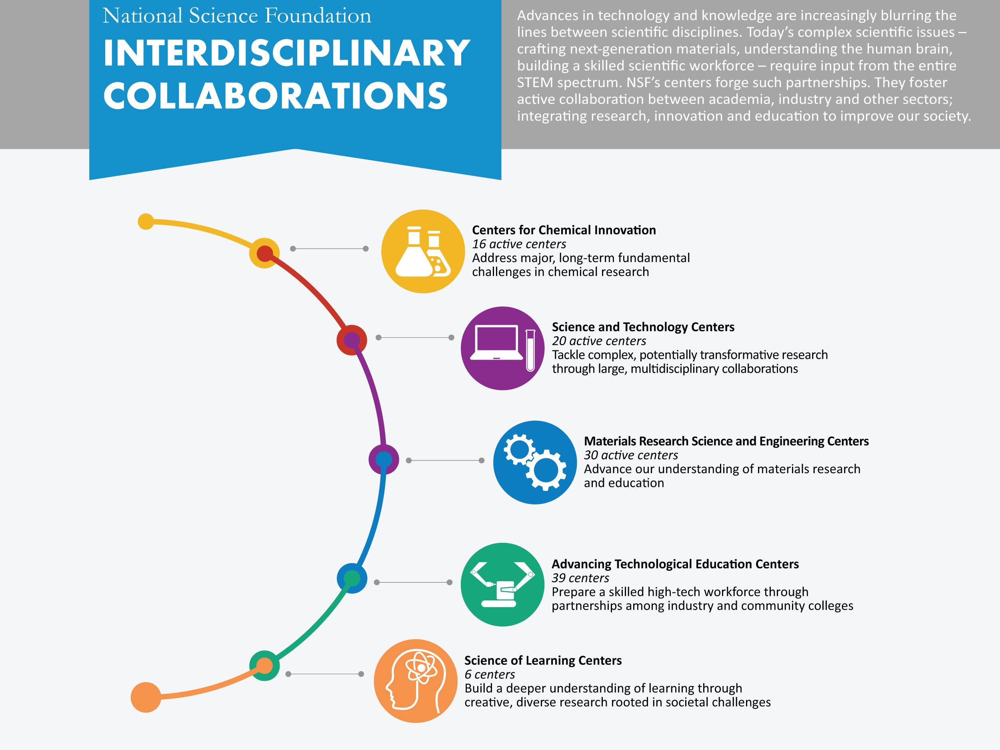 National Science Foundation
INTERDISCIPLINARY
COLLABORATIONS
Advances in technology and knowledge are increasingly blurring the
lines between scientific disciplines. Today’s complex scientific issues –
crafting next-generation materials, understanding the human brain,
building a skilled scientific workforce – require input from the entire
STEM spectrum. NSF’s centers forge such partnerships. They foster
active collaboration between academia, industry and other sectors;
integrating research, innovation and education to improve our society.
Centers for Chemical Innovation
16 active centers
Address major, long-term fundamental
challenges in chemical research
Science and Technology Centers
20 active centers
Tackle complex, potentially transformative research
through large, multidisciplinary collaborations
Materials Research Science and Engineering Centers
30 active centers
Advance our understanding of materials research
and education
Advancing Technological Education Centers
39 centers
Prepare a skilled high-tech workforce through
partnerships among industry and community colleges
Science of Learning Centers
6 centers
Build a deeper understanding of learning through
creative, diverse research rooted in societal challenges